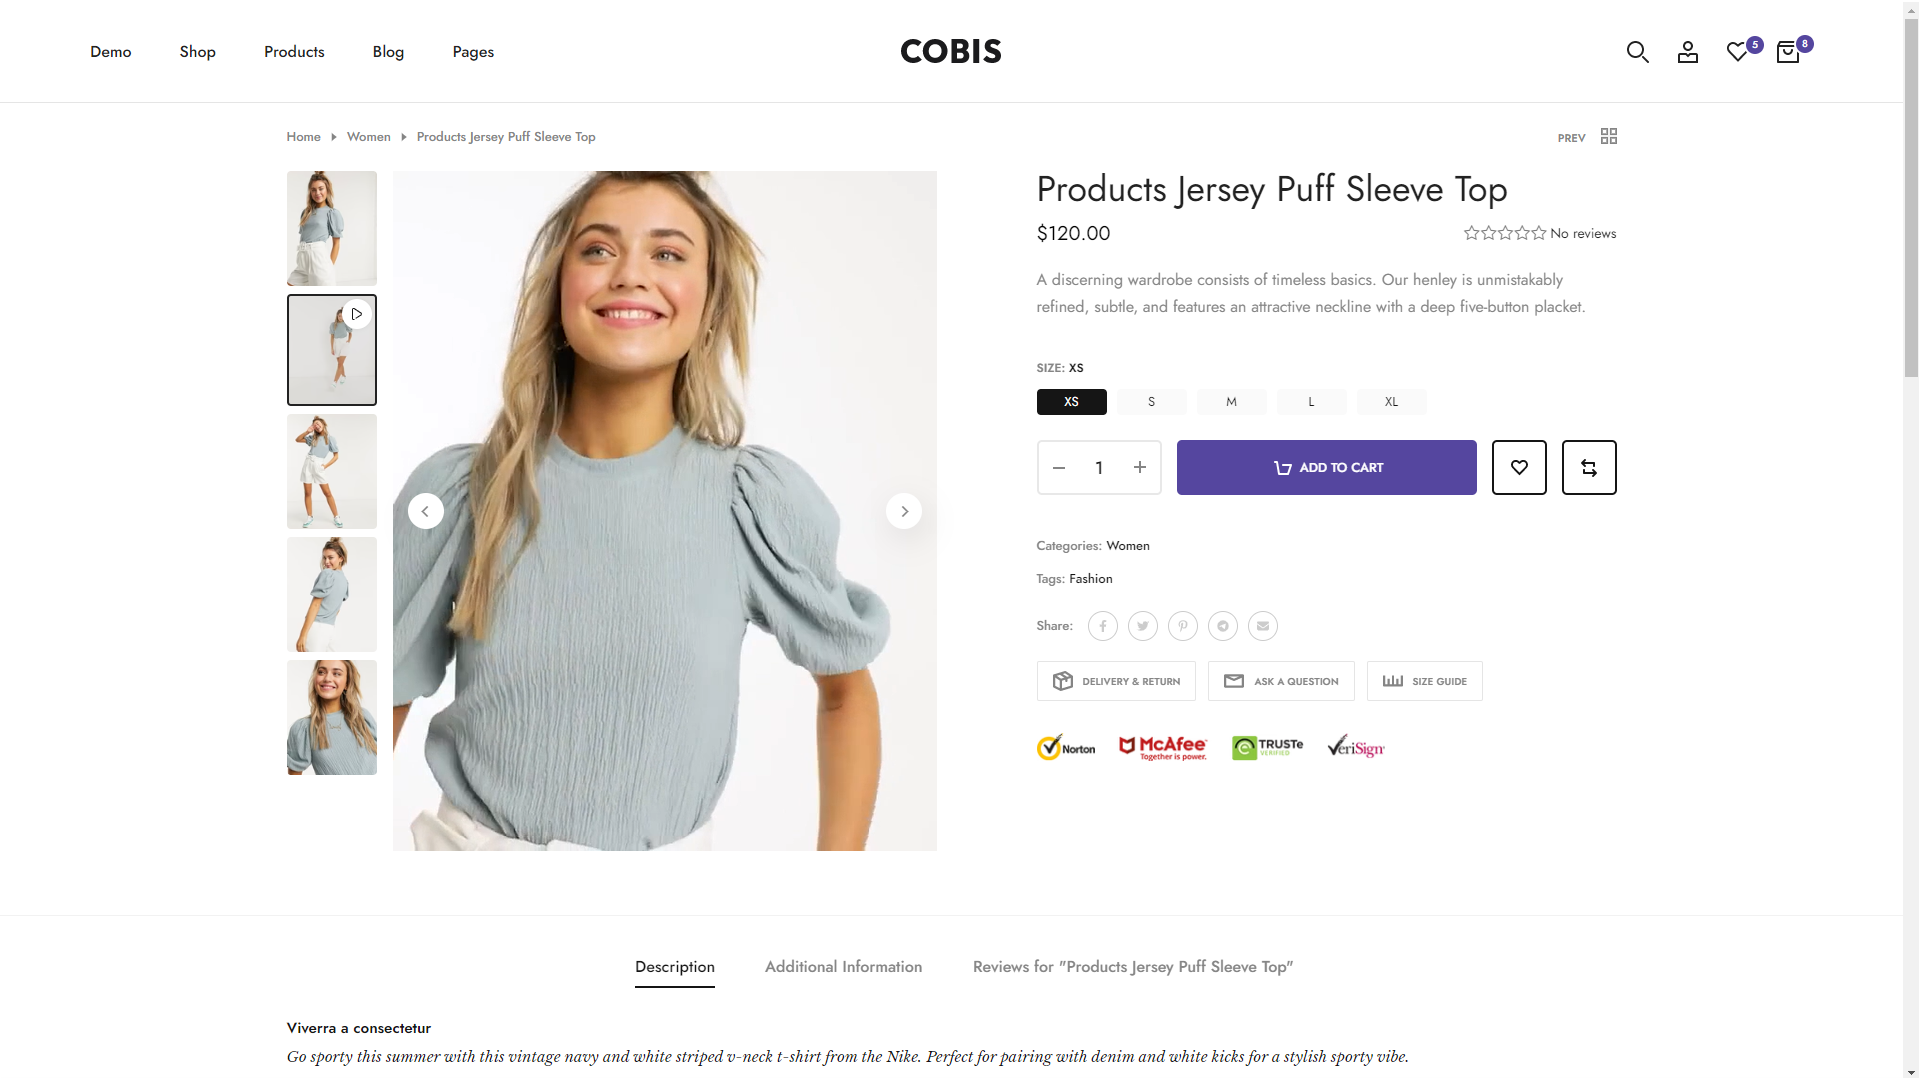 Demo
Shop
Products
Blog
Pages
COBIS
5
8
Home
Women
Products Jersey Puff Sleeve Top
PREV
Products Jersey Puff Sleeve Top
$120.00
No reviews
A discerning wardrobe consists of timeless basics. Our henley is unmistakably
refined, subtle, and features an attractive neckline with a deep five-button placket.
SIZE: XS
XS
S
M
L
XL
1
ADD TO CART
Categories: Women
Tags: Fashion
Share:
DELIVERY & RETURN
ASK A QUESTION
SIZE GUIDE
Norton
McAfee
Together is power.
TRUSTe
VERIFIED
VeriSign
Description
Additional Information
Reviews for "Products Jersey Puff Sleeve Top"
Viverra a consectetur
Go sporty this summer with this vintage navy and white striped v-neck t-shirt from the Nike. Perfect for pairing with denim and white kicks for a stylish sporty vibe.